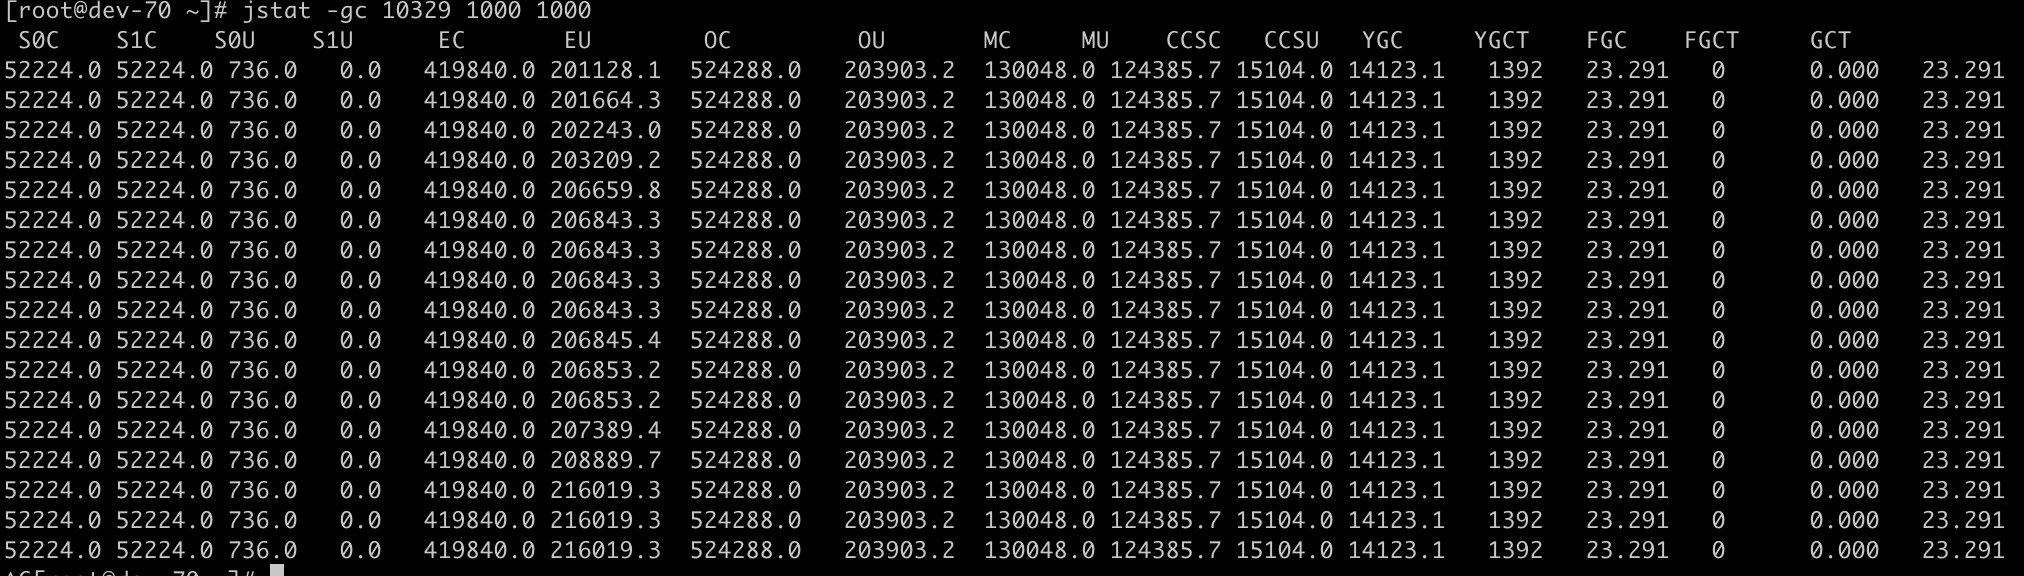 [root@dev-70 ~]# jstat -gc 10329 1000 1000
S0C S1C S0U S1U EC EU OC OU MC MU CCSC CCSU YGC YGCT FGC FGCT GCT
52224.0 52224.0 736.0 0.0 419840.0 201128.1 524288.0 203903.2 130048.0 124385.7 15104.0 14123.1 1392 23.291 0 0.000 23.291
52224.0 52224.0 736.0 0.0 419840.0 201664.3 524288.0 203903.2 130048.0 124385.7 15104.0 14123.1 1392 23.291 0 0.000 23.291
52224.0 52224.0 736.0 0.0 419840.0 202243.0 524288.0 203903.2 130048.0 124385.7 15104.0 14123.1 1392 23.291 0 0.000 23.291
52224.0 52224.0 736.0 0.0 419840.0 203209.2 524288.0 203903.2 130048.0 124385.7 15104.0 14123.1 1392 23.291 0 0.000 23.291
52224.0 52224.0 736.0 0.0 419840.0 206659.8 524288.0 203903.2 130048.0 124385.7 15104.0 14123.1 1392 23.291 0 0.000 23.291
52224.0 52224.0 736.0 0.0 419840.0 206843.3 524288.0 203903.2 130048.0 124385.7 15104.0 14123.1 1392 23.291 0 0.000 23.291
52224.0 52224.0 736.0 0.0 419840.0 206843.3 524288.0 203903.2 130048.0 124385.7 15104.0 14123.1 1392 23.291 0 0.000 23.291
52224.0 52224.0 736.0 0.0 419840.0 206843.3 524288.0 203903.2 130048.0 124385.7 15104.0 14123.1 1392 23.291 0 0.000 23.291
52224.0 52224.0 736.0 0.0 419840.0 206843.3 524288.0 203903.2 130048.0 124385.7 15104.0 14123.1 1392 23.291 0 0.000 23.291
52224.0 52224.0 736.0 0.0 419840.0 206845.4 524288.0 203903.2 130048.0 124385.7 15104.0 14123.1 1392 23.291 0 0.000 23.291
52224.0 52224.0 736.0 0.0 419840.0 206853.2 524288.0 203903.2 130048.0 124385.7 15104.0 14123.1 1392 23.291 0 0.000 23.291
52224.0 52224.0 736.0 0.0 419840.0 206853.2 524288.0 203903.2 130048.0 124385.7 15104.0 14123.1 1392 23.291 0 0.000 23.291
52224.0 52224.0 736.0 0.0 419840.0 207389.4 524288.0 203903.2 130048.0 124385.7 15104.0 14123.1 1392 23.291 0 0.000 23.291
52224.0 52224.0 736.0 0.0 419840.0 208889.7 524288.0 203903.2 130048.0 124385.7 15104.0 14123.1 1392 23.291 0 0.000 23.291
52224.0 52224.0 736.0 0.0 419840.0 216019.3 524288.0 203903.2 130048.0 124385.7 15104.0 14123.1 1392 23.291 0 0.000 23.291
52224.0 52224.0 736.0 0.0 419840.0 216019.3 524288.0 203903.2 130048.0 124385.7 15104.0 14123.1 1392 23.291 0 0.000 23.291
52224.0 52224.0 736.0 0.0 419840.0 216019.3 524288.0 203903.2 130048.0 124385.7 15104.0 14123.1 1392 23.291 0 0.000 23.291